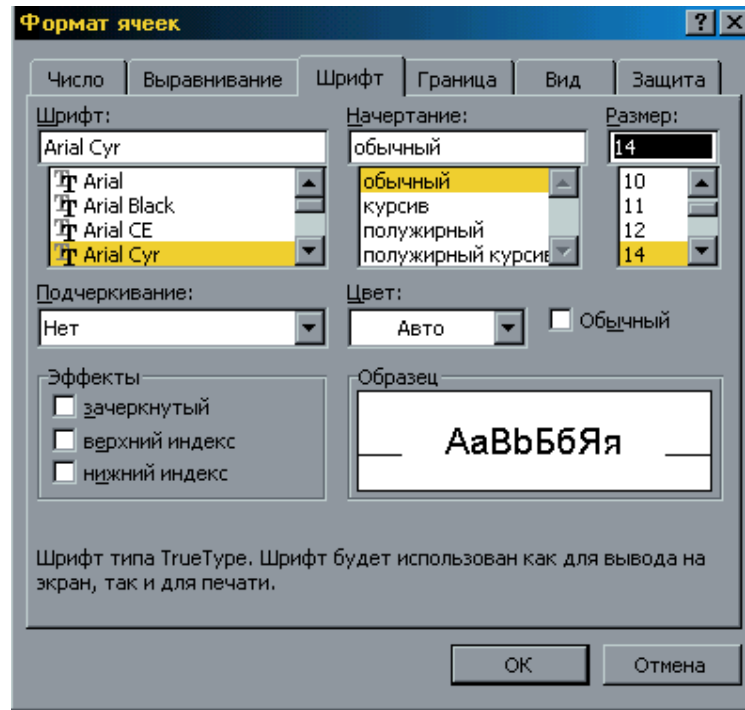 Формат ячеек
Число Выравнивание Шрифт Граница Вид Защита
Шрифт: Начертание: Размер:
Arial Cyr обычный 14
Arial обычный 10
Arial Black курсив 11
Arial CE полужирный 12
Arial Cyr полужирный курсив 14
Подчеркивание: Цвет:
Нет Авто Обычный
Эффекты Образец
зачеркнутый
верхний индекс АаBbБбЯя
нижний индекс
Шрифт типа TrueType. Шрифт будет использован как для вывода на
экран, так и для печати.
ОК Отмена